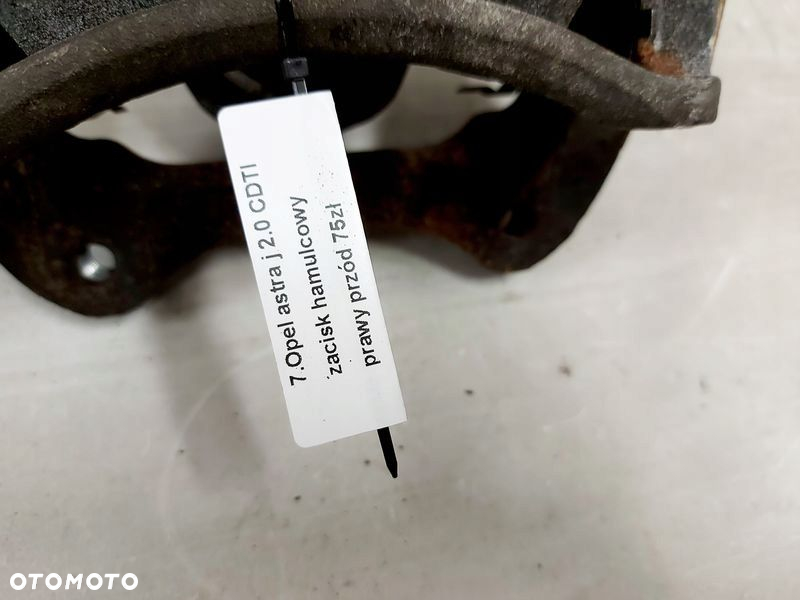 7.Opel astra j 2.0 CDTI
zacisk hamulcowy
prawy przód 75zł
OTOMOTO